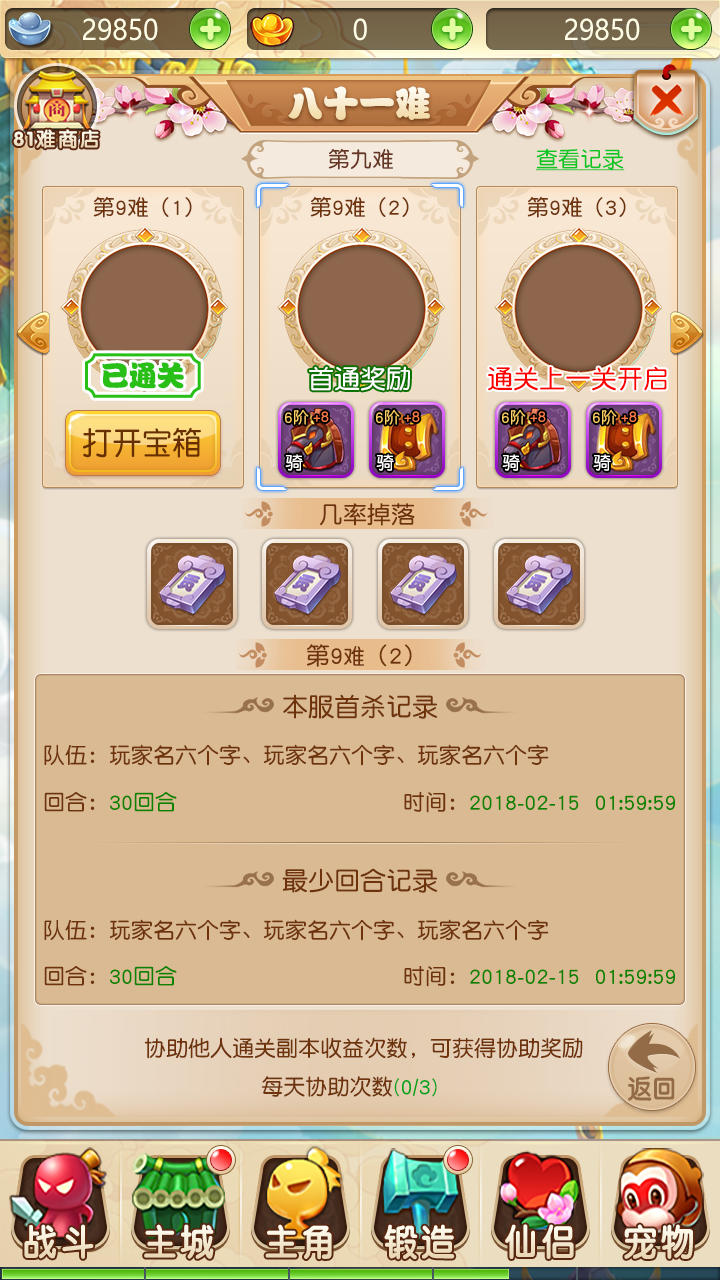 29850
0
29850
商
81难商店
八十一难
第九难
查看记录
第9难（1）
第9难（2）
第9难（3）
已通关
首通奖励
通关上一关开启
打开宝箱
6阶+8
骑
6阶+8
骑
6阶+8
骑
6阶+8
骑
几率掉落
第9难（2）
本服首杀记录
队伍：玩家名六个字、玩家名六个字、玩家名六个字
回合：30回合 时间：2018-02-15 01:59:59
最少回合记录
队伍：玩家名六个字、玩家名六个字、玩家名六个字
回合：30回合 时间：2018-02-15 01:59:59
协助他人通关副本收益次数，可获得协助奖励
每天协助次数(0/3)
返回
战斗 主城 主角 锻造 仙侣 宠物